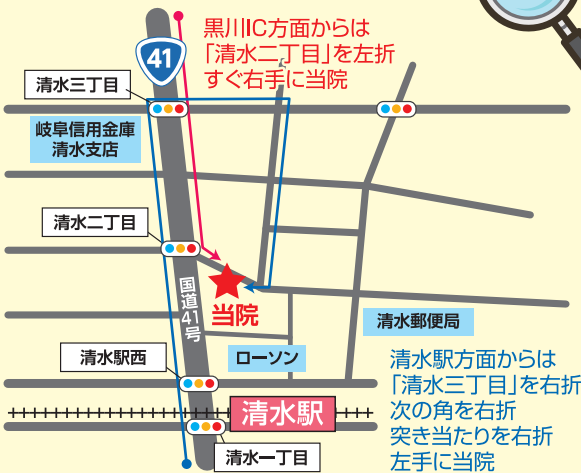 黒川IC方面からは
「清水二丁目」を左折
すぐ右手に当院
41
清水三丁目
岐阜信用金庫
清水支店
清水二丁目
国道41号
当院
清水郵便局
清水駅西
ローソン
清水駅
清水一丁目
清水駅方面からは
「清水三丁目」を右折
次の角を右折
突き当たりを右折
左手に当院